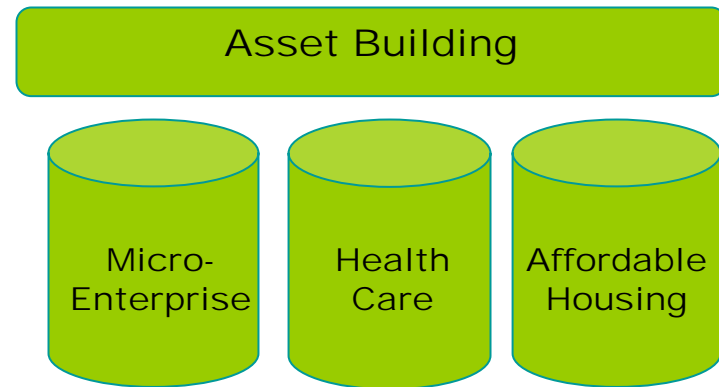 Asset Building
Micro-
Enterprise
Health
Care
Affordable
Housing